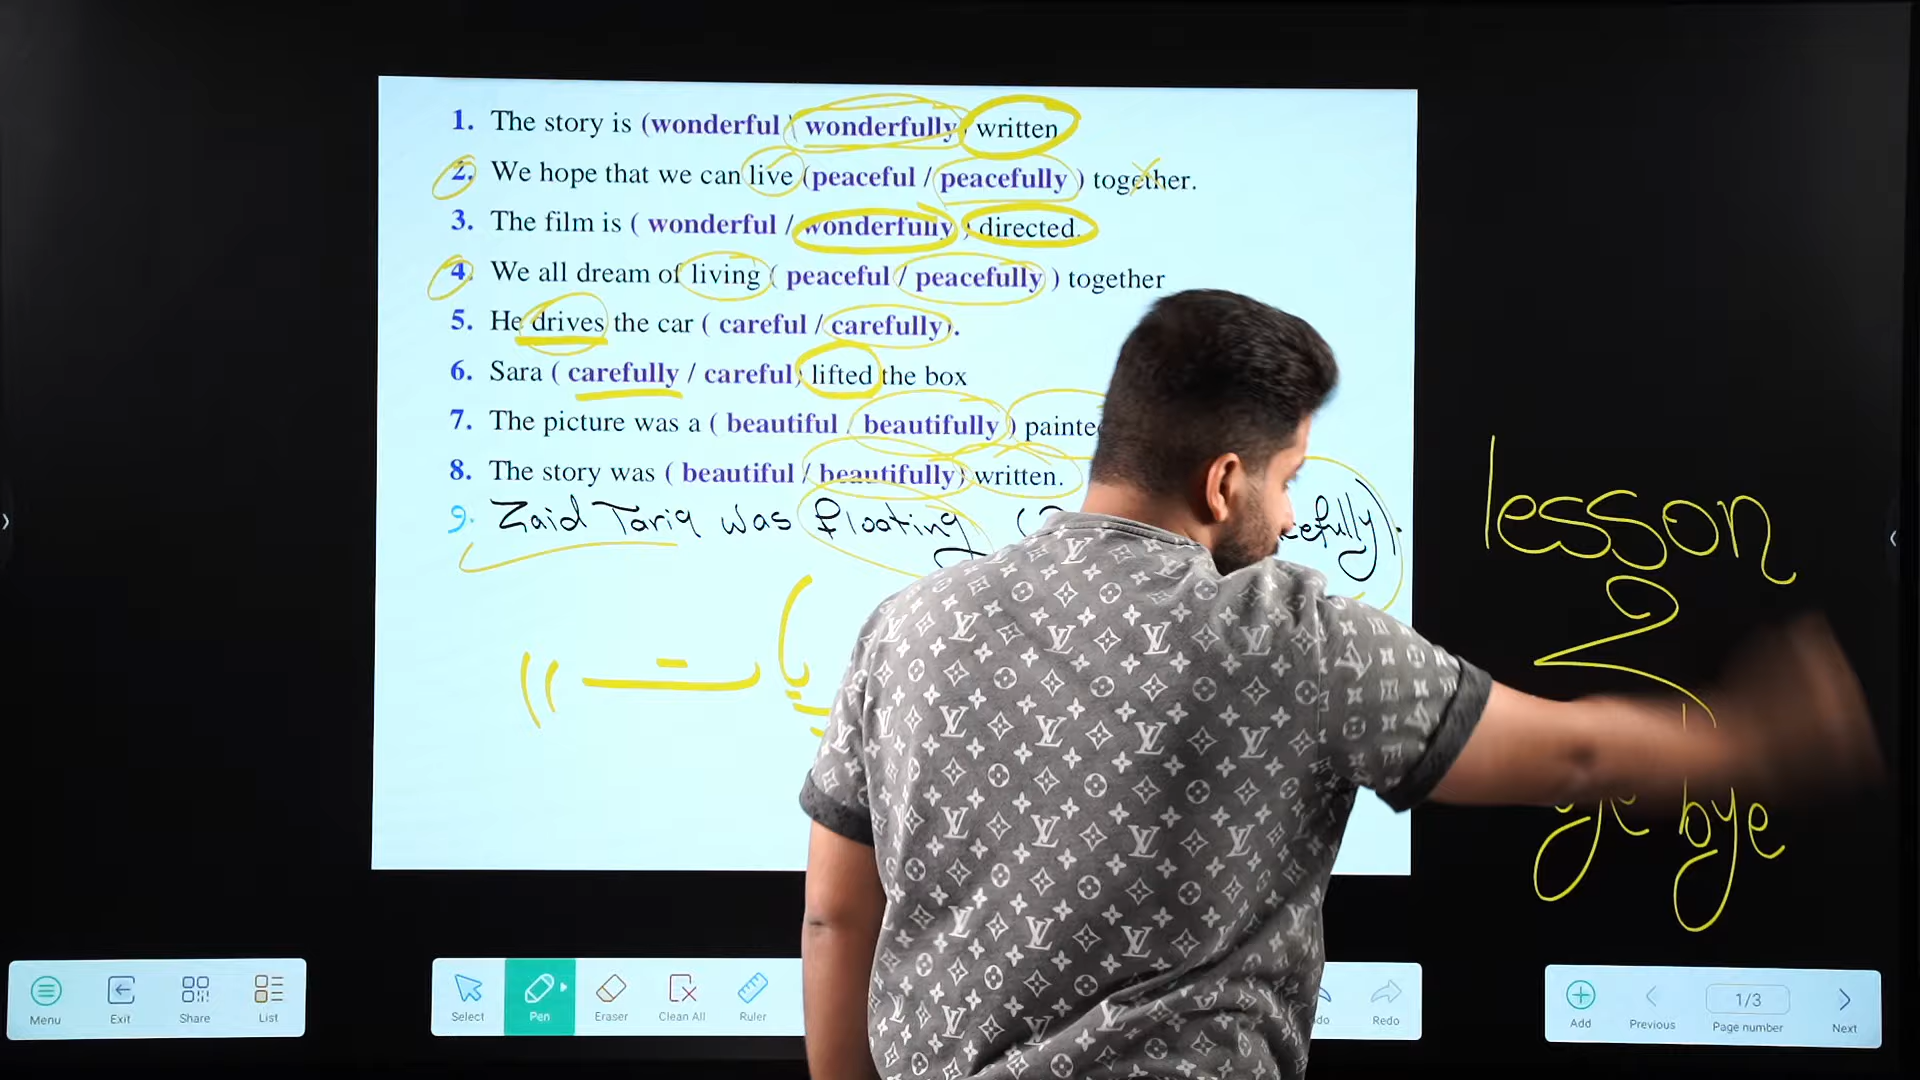 1. The story is (wonderful \ wonderfully) written
2. We hope that we can live (peaceful / peacefully ) together.
3. The film is ( wonderful / wonderfully ) directed.
4. We all dream of living ( peaceful / peacefully ) together
5. He drives the car ( careful / carefully).
6. Sara ( carefully / careful) lifted the box
7. The picture was a ( beautiful / beautifully ) painte
8. The story was ( beautiful / beautifully) written.
9. Zaid Tariq was floating ( cefully).
lesson
2
bye
Menu
Exit
Share
List
Select
Pen
Eraser
Clean All
Ruler
do
Redo
Add
Previous
1/3
Page number
Next